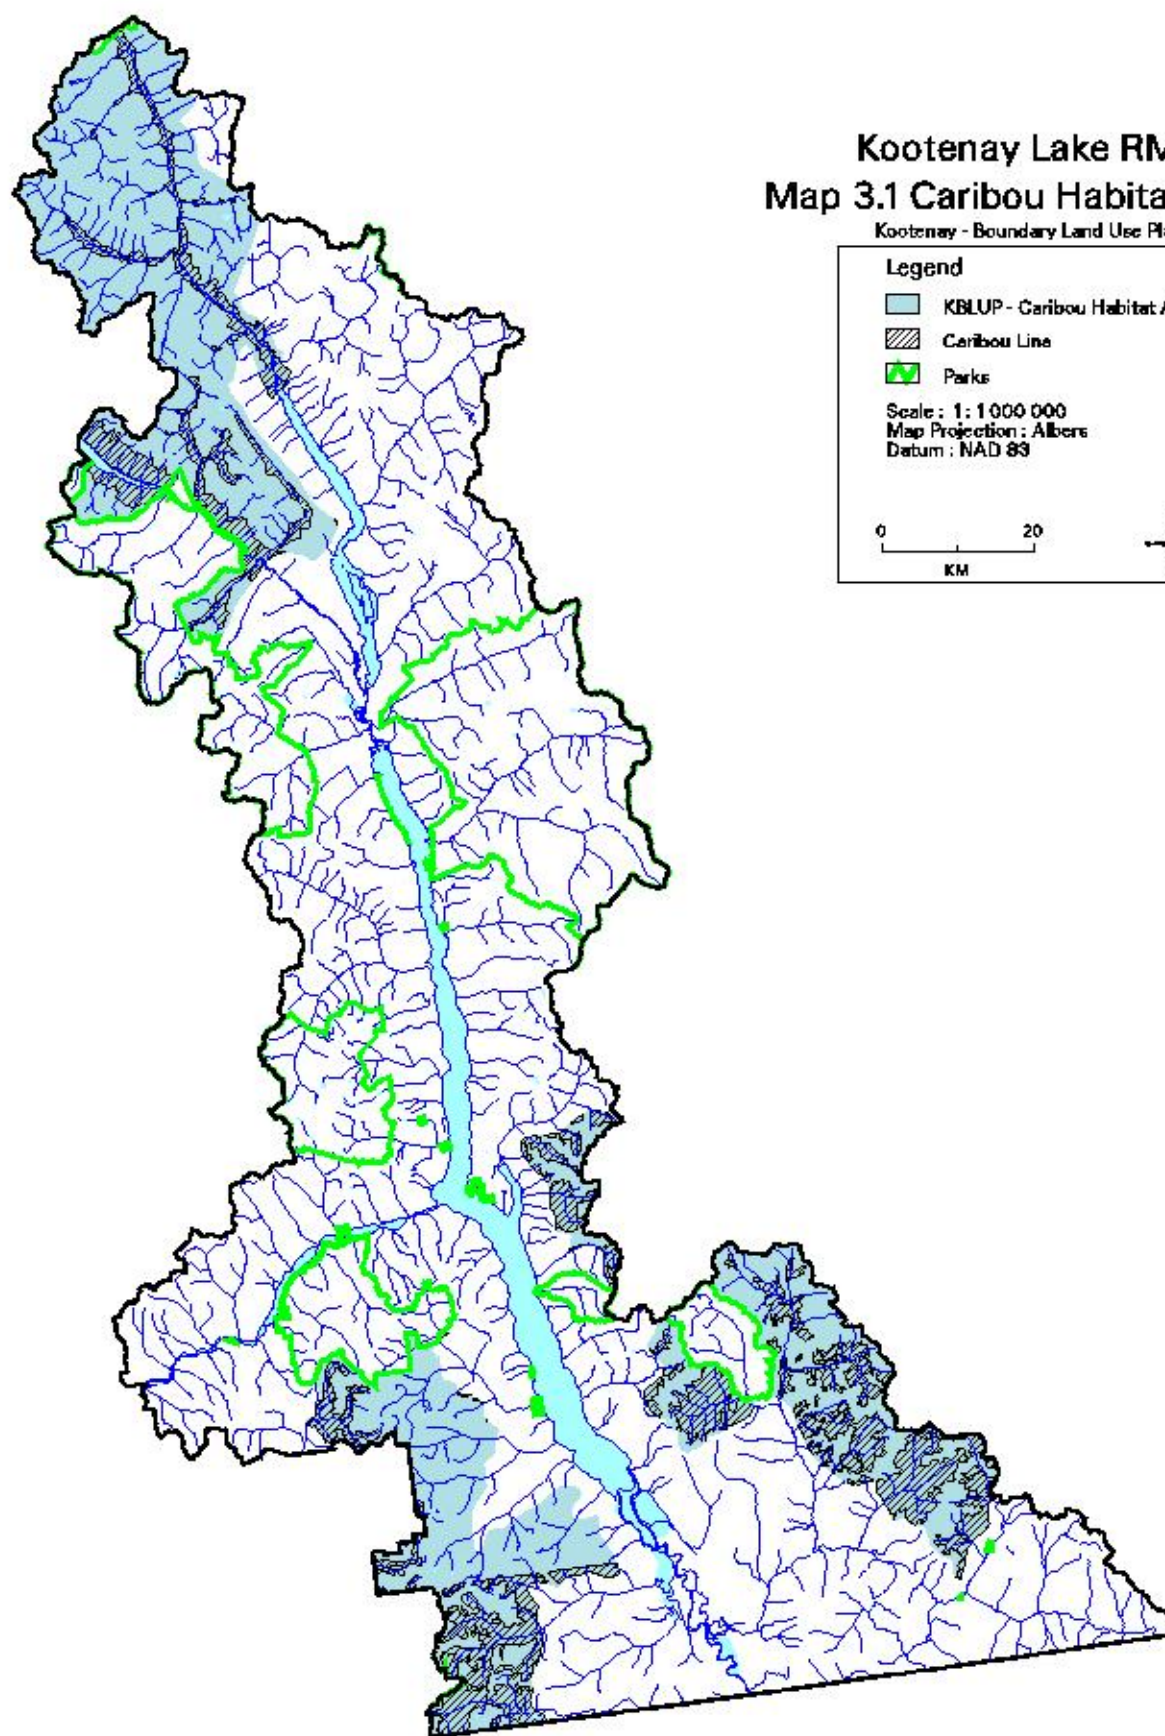 Kootenay Lake RM
Map 3.1 Caribou Habita
Kootenay - Boundary Land Use Pl
Legend
KBLUP - Caribou Habitat
Caribou Line
Parks
Scale : 1 : 1 000 000
Map Projection : Albers
Datum : NAD 83
0 20
KM